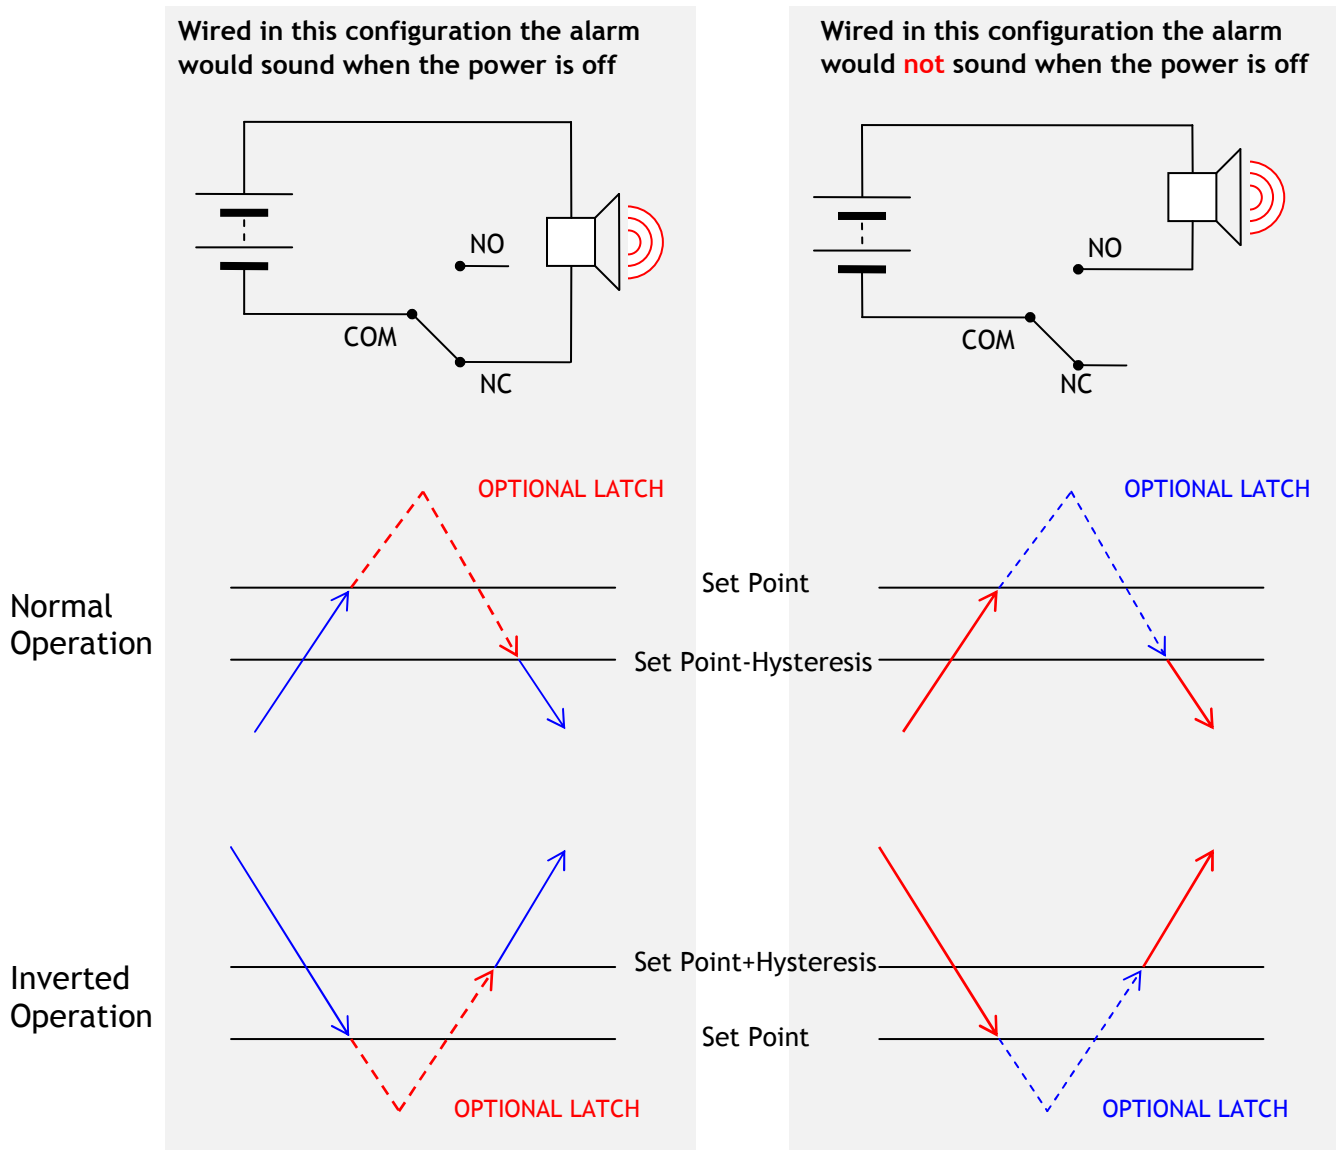 Wired in this configuration the alarm
would sound when the power is off
Wired in this configuration the alarm
would not sound when the power is off
NO
COM
NC
NO
COM
NC
OPTIONAL LATCH
OPTIONAL LATCH
Normal
Operation
Set Point
Set Point-Hysteresis
Inverted
Operation
Set Point+Hysteresis
Set Point
OPTIONAL LATCH
OPTIONAL LATCH